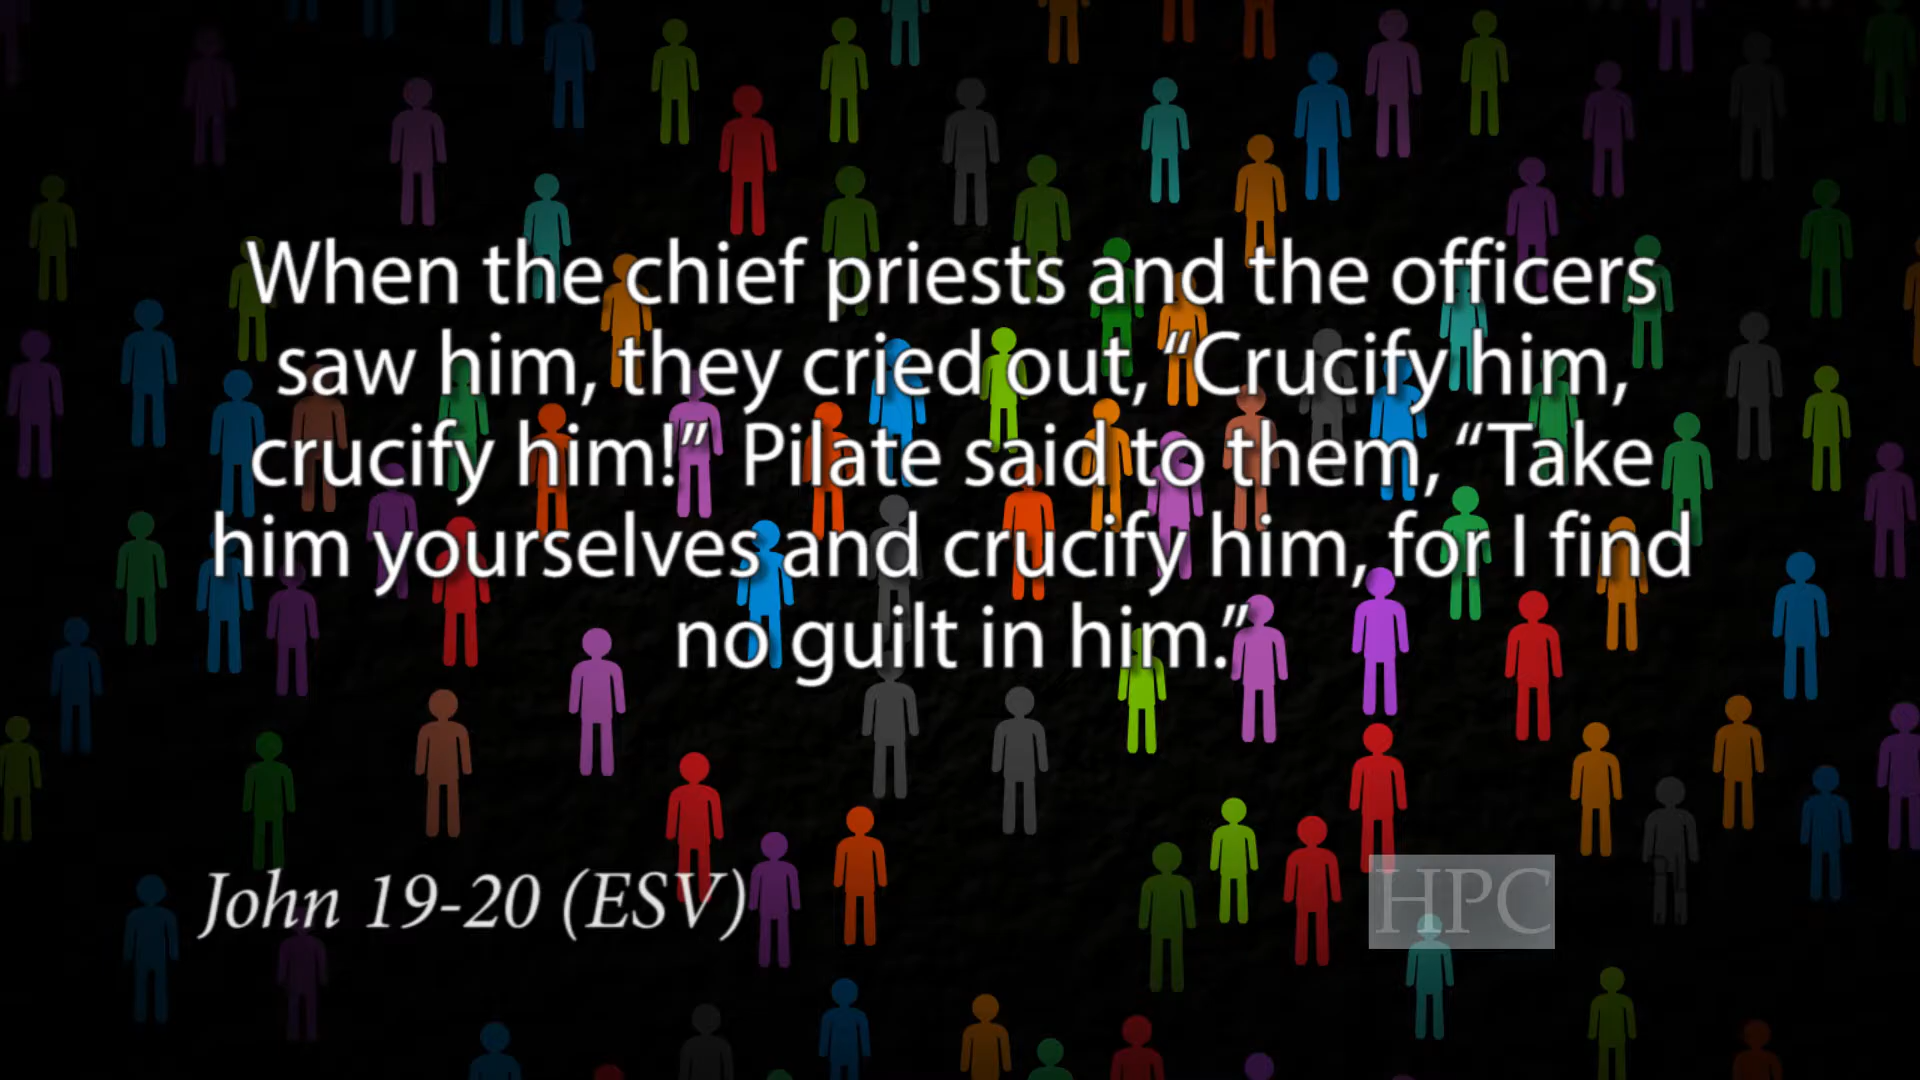 When the chief priests and the officers
saw him, they cried out, “Crucify him,
crucify him!”  Pilate said to them, “Take
him yourselves and crucify him, for I find
no guilt in him.”
John 19-20 (ESV)
HPC